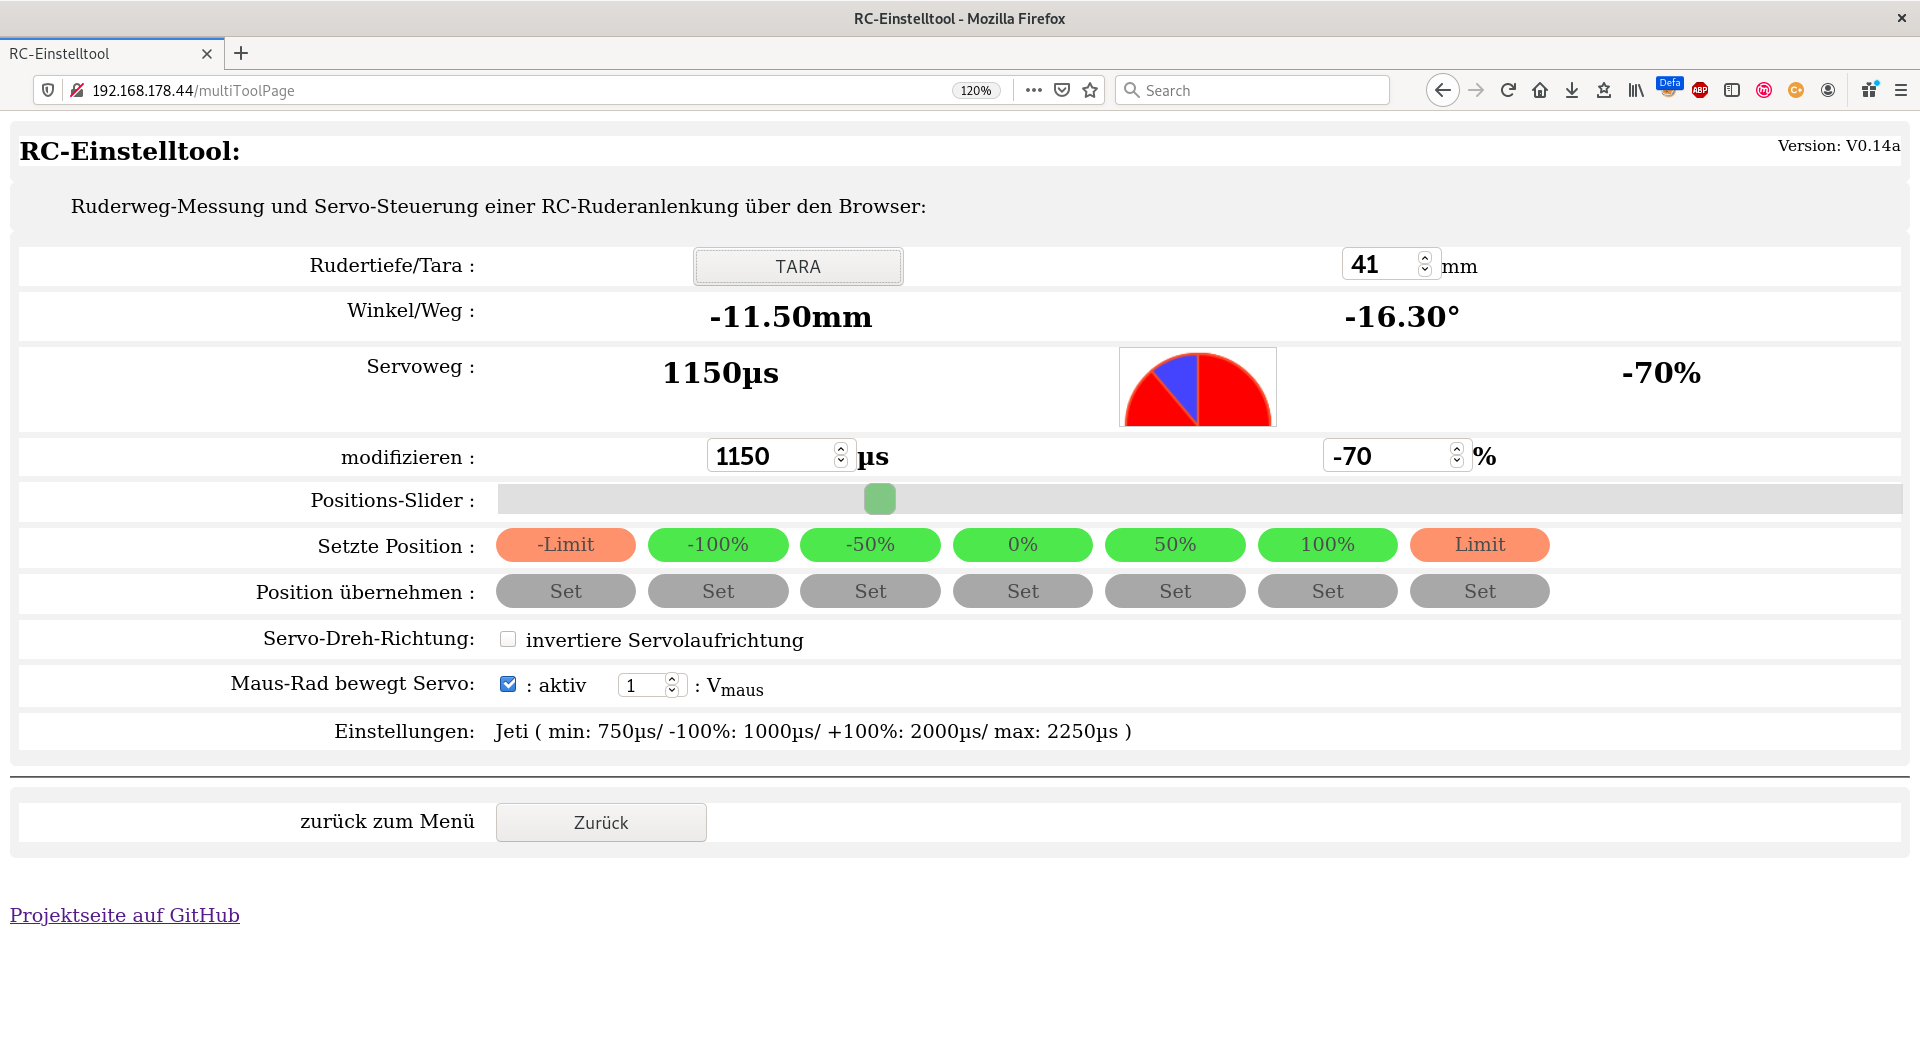 RC-Einstelltool - Mozilla Firefox
RC-Einstelltool
192.168.178.44/multiToolPage 120% Search Defa ABP
RC-Einstelltool: Version: V0.14a
Ruderweg-Messung und Servo-Steuerung einer RC-Ruderanlenkung über den Browser:
Rudertiefe/Tara : TARA 41 mm
Winkel/Weg : -11.50mm -16.30°
Servoweg : 1150µs -70%
modifizieren : 1150 µs -70 %
Positions-Slider :
Setzte Position : -Limit -100% -50% 0% 50% 100% Limit
Position übernehmen : Set Set Set Set Set Set Set
Servo-Dreh-Richtung: invertiere Servolaufrichtung
Maus-Rad bewegt Servo: : aktiv 1 : Vmaus
Einstellungen: Jeti ( min: 750µs/ -100%: 1000µs/ +100%: 2000µs/ max: 2250µs )
zurück zum Menü Zurück
Projektseite auf GitHub